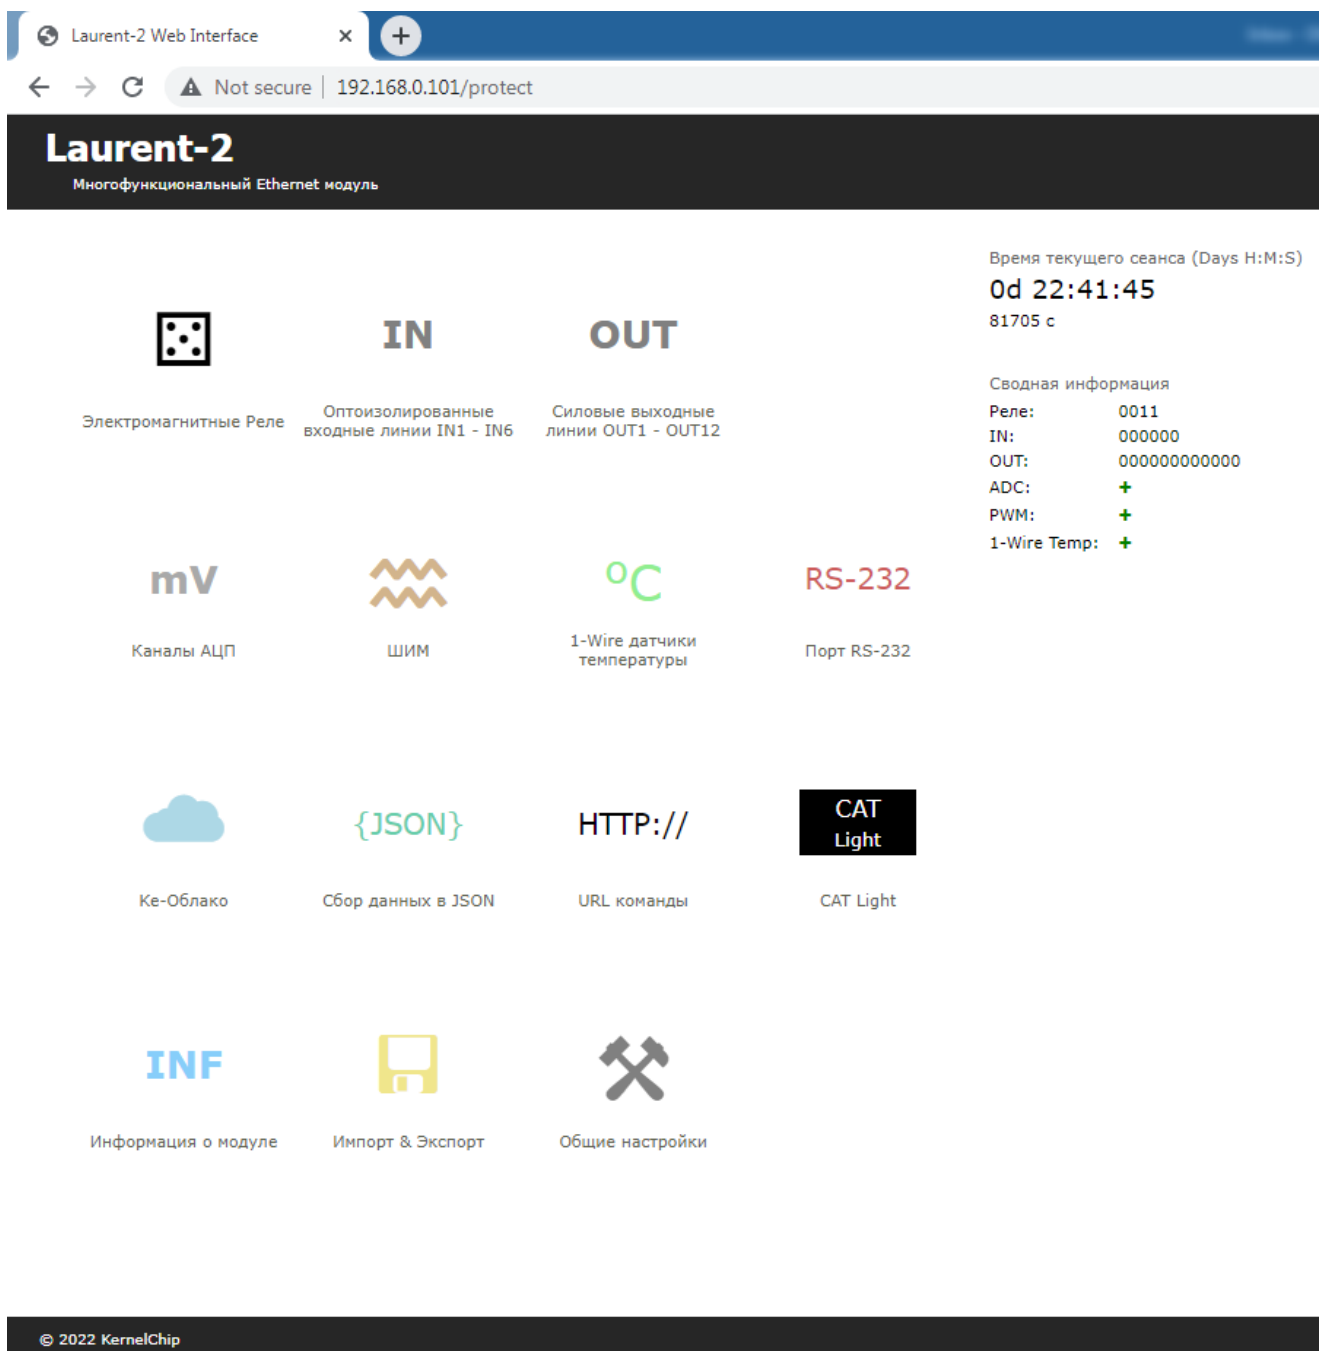 Laurent-2 Web Interface
Not secure | 192.168.0.101/protect
Laurent-2
Многофункциональный Ethernet модуль
Время текущего сеанса (Days H:M:S)
0d 22:41:45
81705 с
Сводная информация
Реле: 0011
IN: 000000
OUT: 000000000000
ADC: +
PWM: +
1-Wire Temp: +
IN
OUT
Электромагнитные Реле
Оптоизолированные
входные линии IN1 - IN6
Силовые выходные
линии OUT1 - OUT12
mV
ºC
RS-232
Каналы АЦП
ШИМ
1-Wire датчики
температуры
Порт RS-232
{JSON}
HTTP://
CAT
Light
Ке-Облако
Сбор данных в JSON
URL команды
CAT Light
INF
Информация о модуле
Импорт & Экспорт
Общие настройки
© 2022 KernelChip